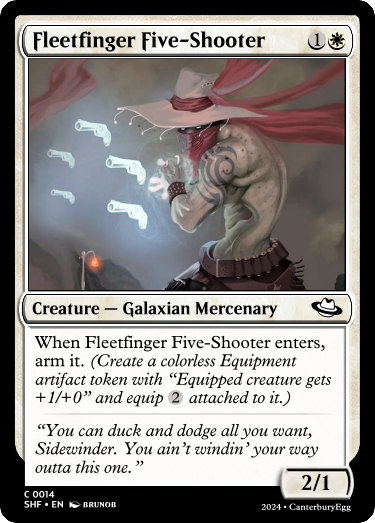 Fleetfinger Five-Shooter 1
Creature — Galaxian Mercenary
When Fleetfinger Five-Shooter enters,
arm it. (Create a colorless Equipment
artifact token with “Equipped creature gets
+1/+0” and equip 2 attached to it.)
“You can duck and dodge all you want,
Sidewinder. You ain't windin' your way
outta this one.”
2/1
C 0014
SHF • EN BRUNOB
2024 • CanterburyEgg